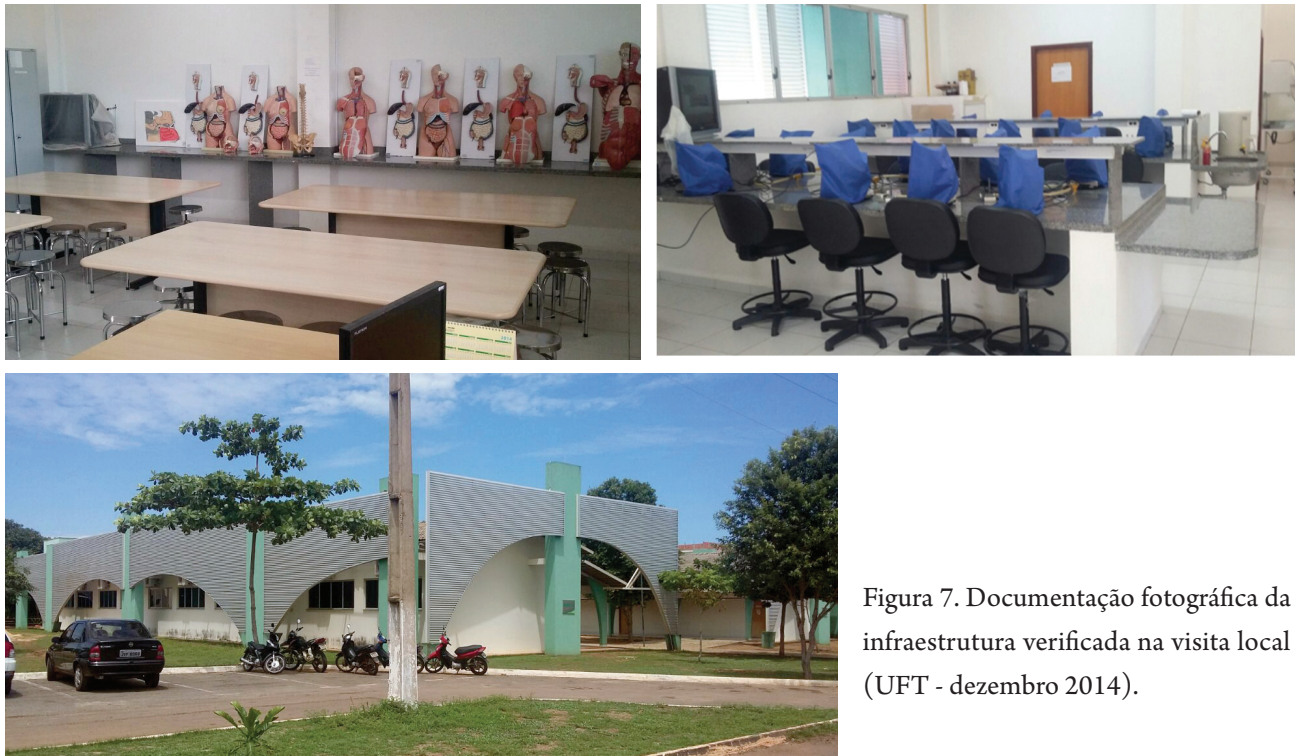 Figura 7. Documentação fotográfica da
infraestrutura verificada na visita local
(UFT - dezembro 2014).